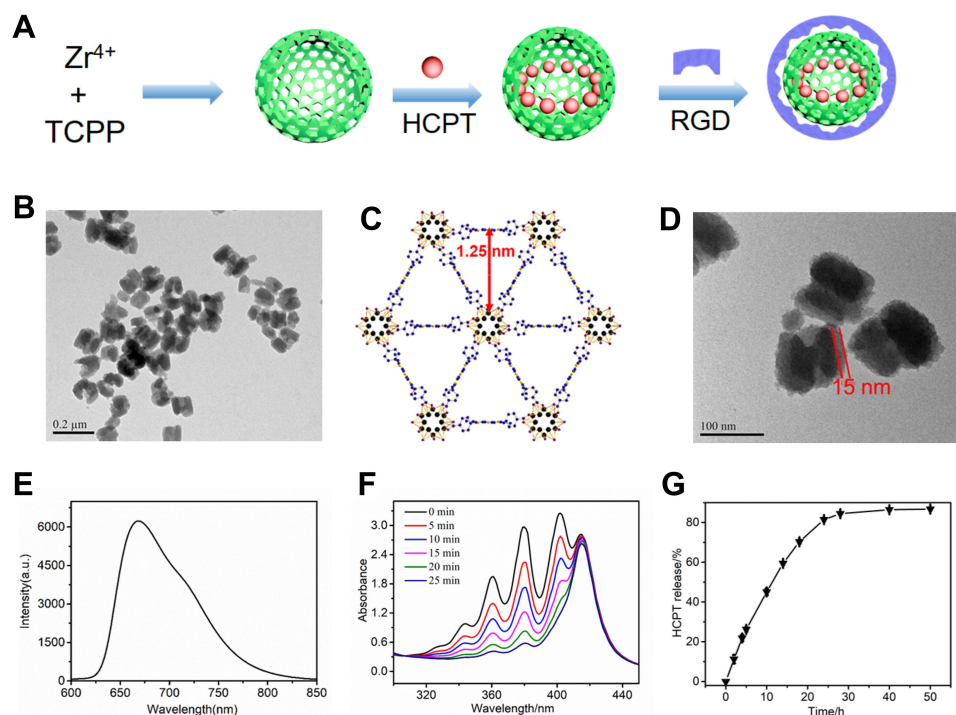 A
Zr⁴⁺
+
TCPP
HCPT
RGD
B
0.2 µm
C
1.25 nm
D
15 nm
100 nm
E
6000
4500
3000
1500
0
Intensity(a.u.)
600 650 700 750 800 850
Wavelength(nm)
F
0 min
5 min
10 min
15 min
20 min
25 min
3.0
2.4
1.8
1.2
0.6
0.0
Absorbance
320 360 400 440
Wavelength/nm
G
80
60
40
20
0
HCPT release/%
0 10 20 30 40 50
Time/h